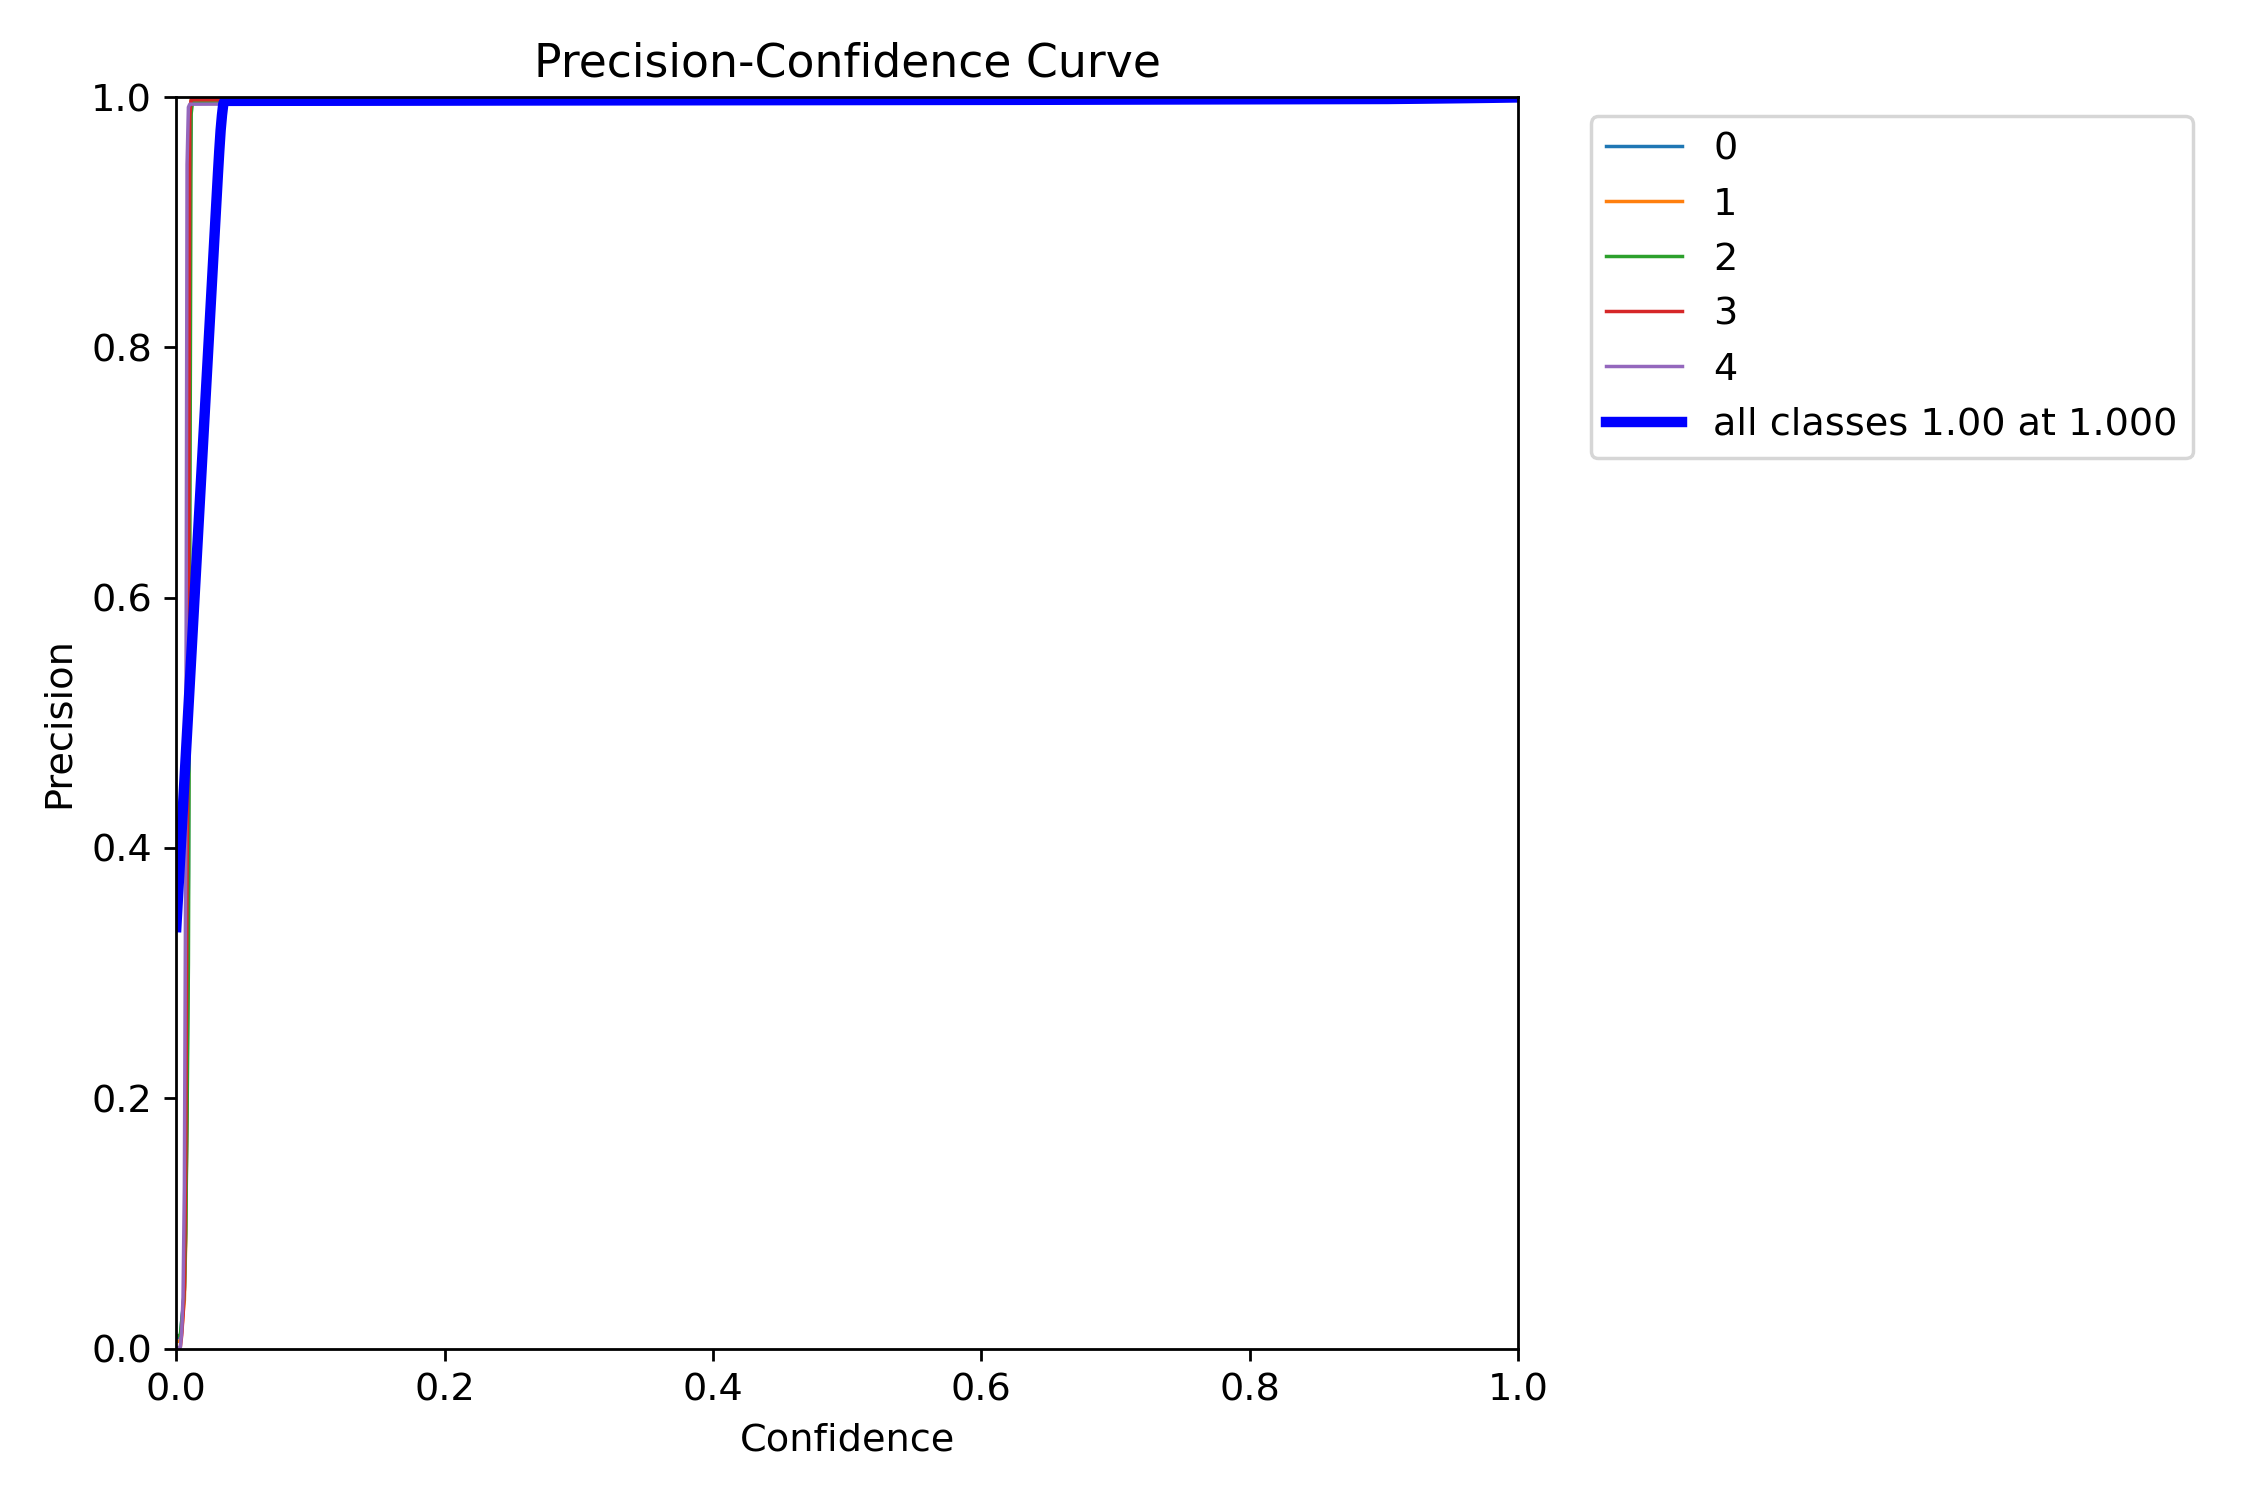 Precision-Confidence Curve
1.0
0.8
0.6
0.4
0.2
0.0
Precision
0.0 0.2 0.4 0.6 0.8 1.0
Confidence
0
1
2
3
4
all classes 1.00 at 1.000